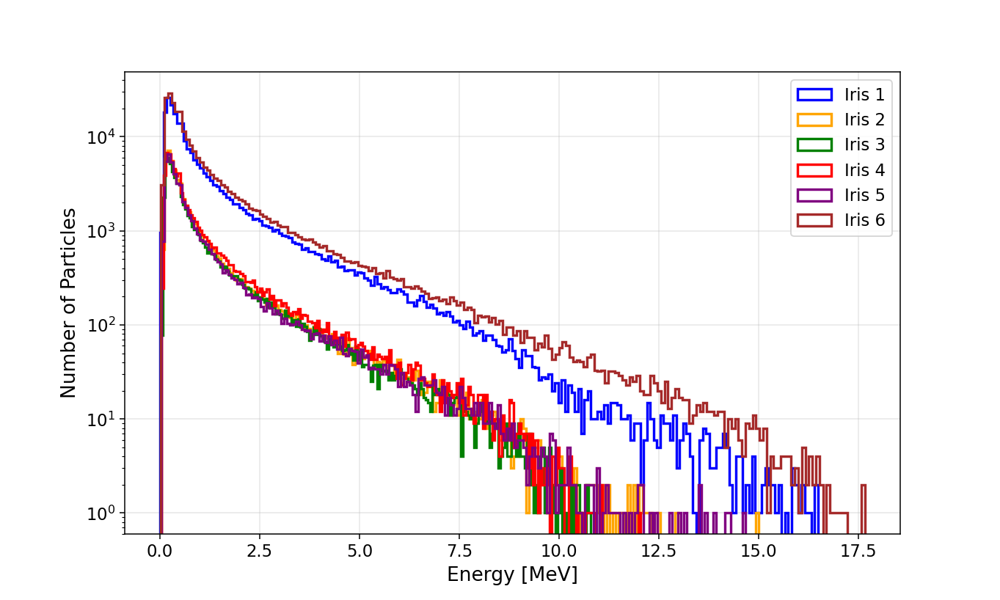 Number of Particles
10⁴
10³
10²
10¹
10⁰
0.0 2.5 5.0 7.5 10.0 12.5 15.0 17.5
Energy [MeV]
Iris 1
Iris 2
Iris 3
Iris 4
Iris 5
Iris 6